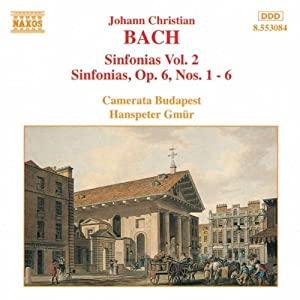 NAXOS
DDD
8.553084
Johann Christian
BACH
Sinfonias Vol. 2
Sinfonias, Op. 6, Nos. 1 - 6
Camerata Budapest
Hanspeter Gmür